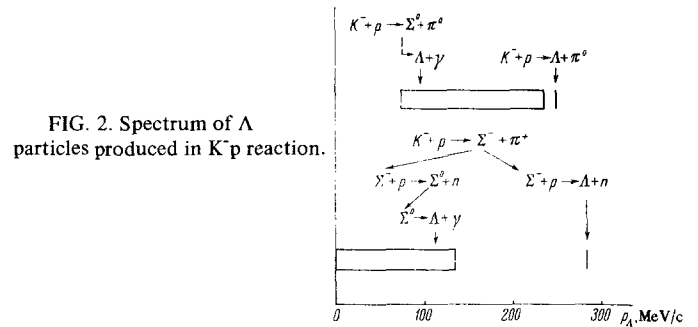 K⁻+p→Σ⁰+π⁰
Λ+γ K⁻+p→Λ+π⁰
FIG. 2. Spectrum of Λ
particles produced in K⁻p reaction.
K⁻+p→Σ⁻+π⁺
Σ⁻+p→Σ⁰+n Σ⁻+p→Λ+n
Σ⁰→Λ+γ
0 100 200 300 p_Λ, MeV/c